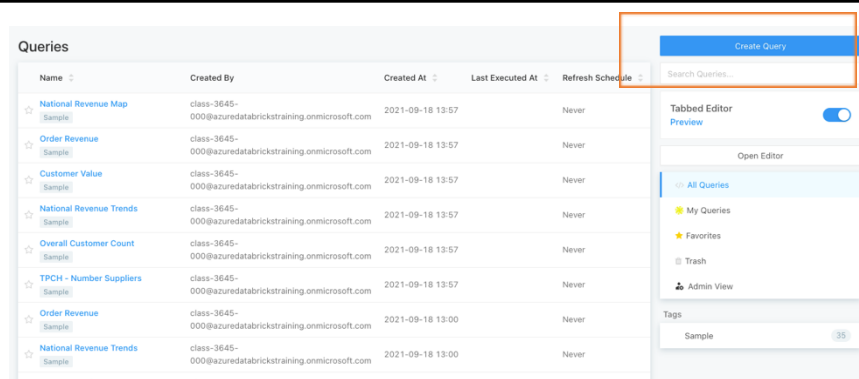 Queries
Create Query
Search Queries...
Name Created By Created At Last Executed At Refresh Schedule
National Revenue Map
Sample
class-3645-
000@azuredatabrickstraining.onmicrosoft.com
2021-09-18 13:57
Never
Order Revenue
Sample
class-3645-
000@azuredatabrickstraining.onmicrosoft.com
2021-09-18 13:57
Never
Customer Value
Sample
class-3645-
000@azuredatabrickstraining.onmicrosoft.com
2021-09-18 13:57
Never
National Revenue Trends
Sample
class-3645-
000@azuredatabrickstraining.onmicrosoft.com
2021-09-18 13:57
Never
Overall Customer Count
Sample
class-3645-
000@azuredatabrickstraining.onmicrosoft.com
2021-09-18 13:57
Never
TPCH - Number Suppliers
Sample
class-3645-
000@azuredatabrickstraining.onmicrosoft.com
2021-09-18 13:57
Never
Order Revenue
Sample
class-3645-
000@azuredatabrickstraining.onmicrosoft.com
2021-09-18 13:00
Never
National Revenue Trends
Sample
class-3645-
000@azuredatabrickstraining.onmicrosoft.com
2021-09-18 13:00
Never
Tabbed Editor
Preview
Open Editor
All Queries
My Queries
Favorites
Trash
Admin View
Tags
Sample 35